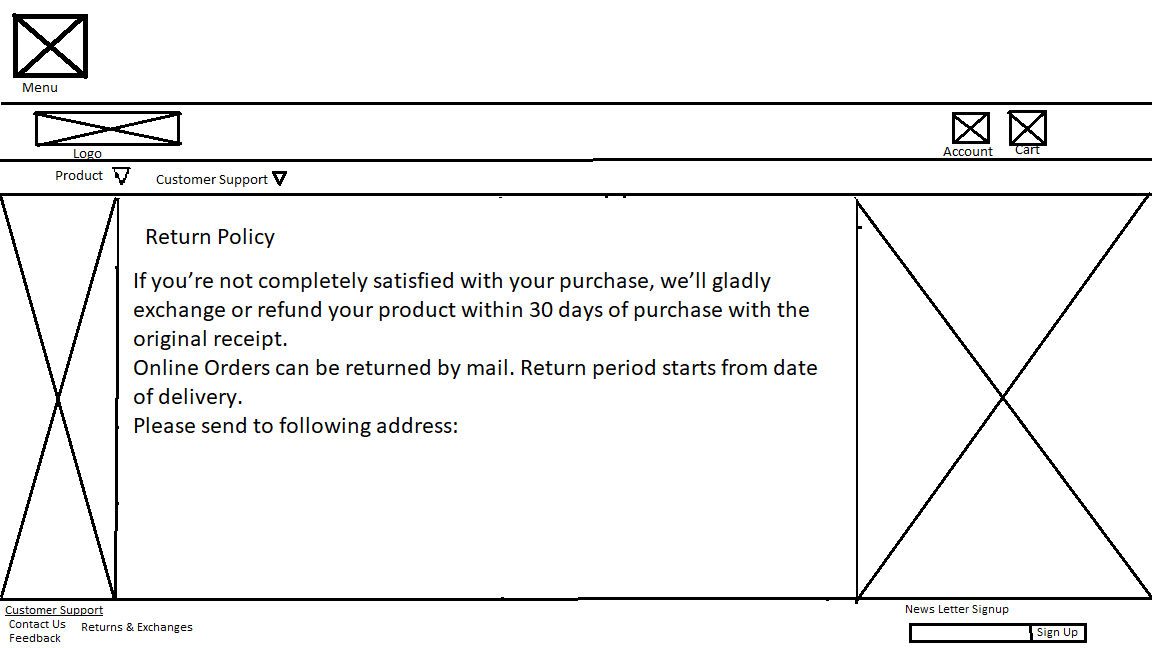 Menu
Logo
Account
Cart
Product
Customer Support
Return Policy
If you’re not completely satisfied with your purchase, we’ll gladly
exchange or refund your product within 30 days of purchase with the
original receipt.
Online Orders can be returned by mail. Return period starts from date
of delivery.
Please send to following address:
Customer Support
Contact Us
Feedback
Returns & Exchanges
News Letter Signup
Sign Up